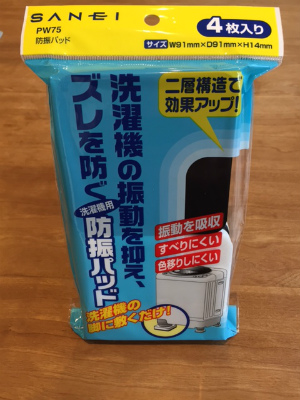 SANEI
PW75
防振パッド
4枚入り
サイズ W91mm×D91mm×H14mm
二層構造で
効果アップ!
洗濯機の振動を抑え、
ズレを防ぐ
洗濯機用
防振パッド
振動を吸収
すべりにくい
色移りしにくい
洗濯機の
脚に敷くだけ!